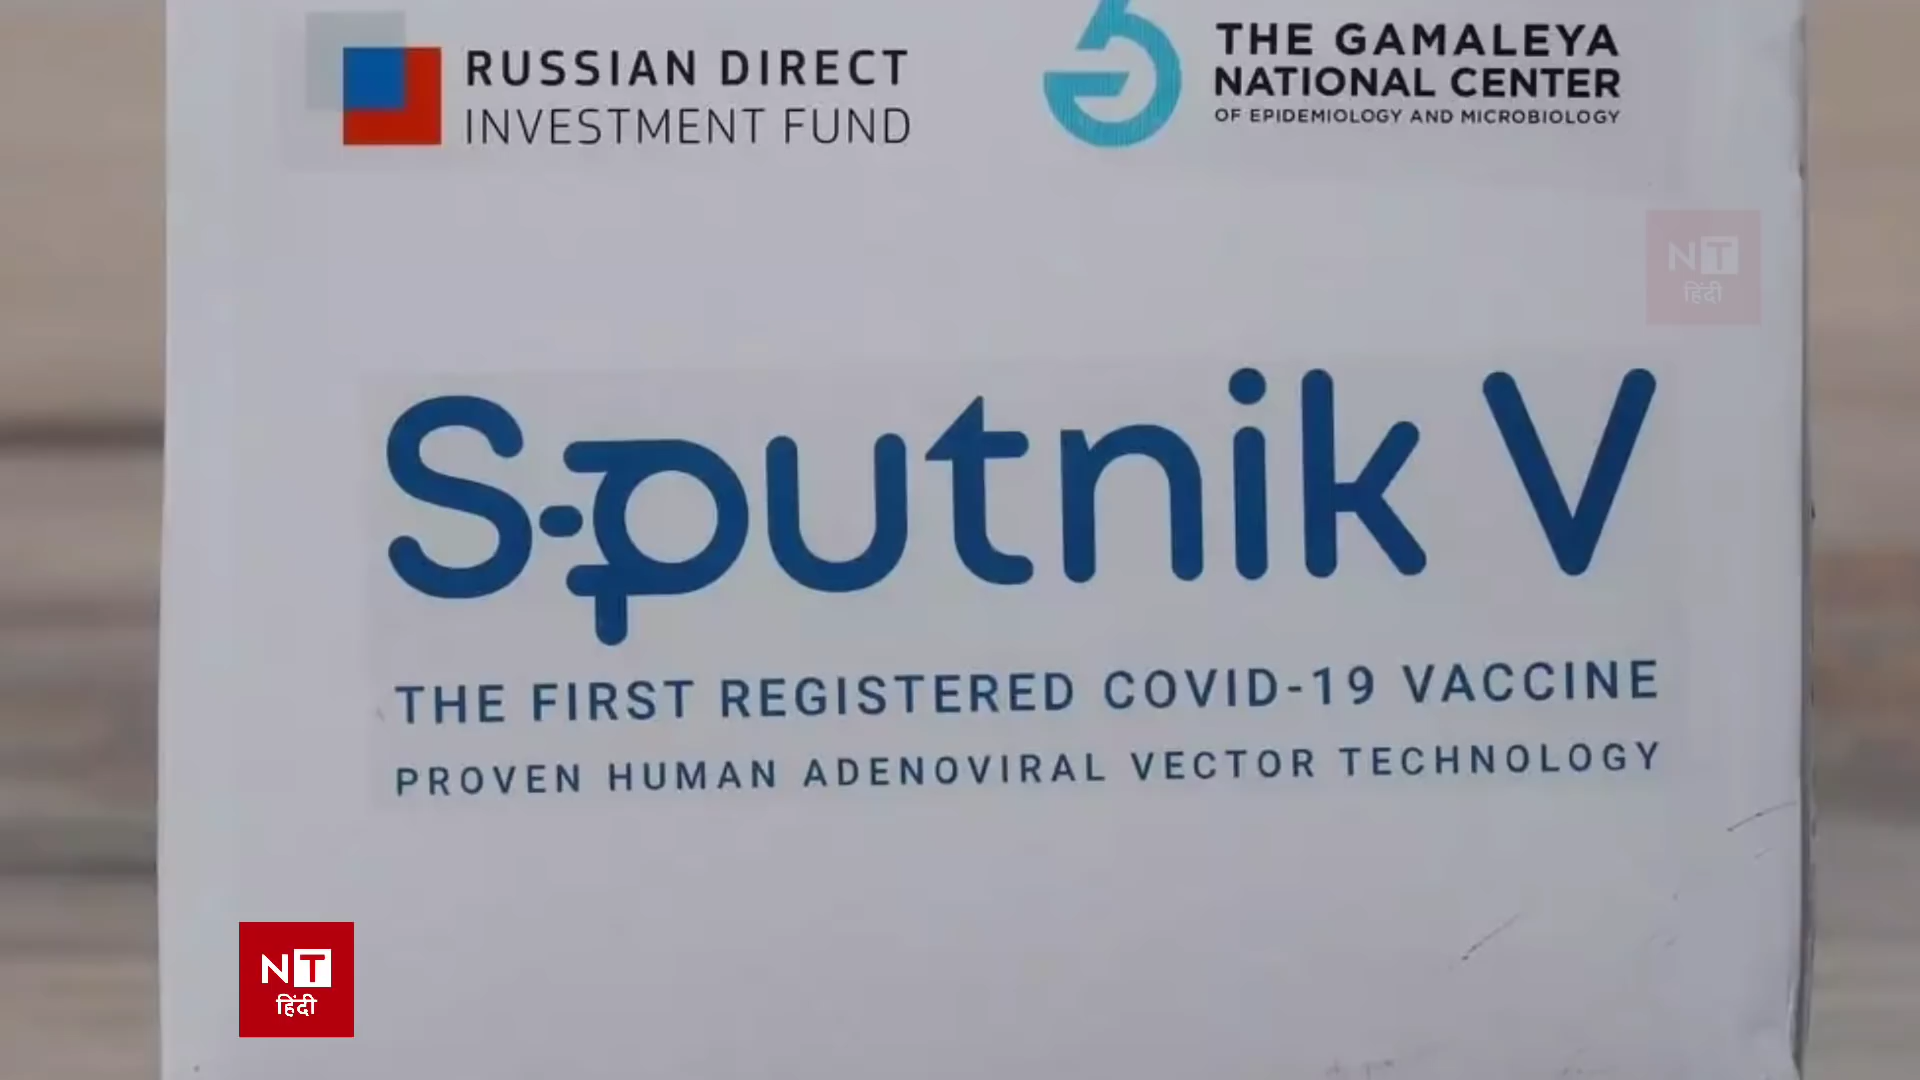 RUSSIAN DIRECT
INVESTMENT FUND
THE GAMALEYA
NATIONAL CENTER
OF EPIDEMIOLOGY AND MICROBIOLOGY
NT
हिंदी
Sputnik V
THE FIRST REGISTERED COVID-19 VACCINE
PROVEN HUMAN ADENOVIRAL VECTOR TECHNOLOGY
NT
हिंदी